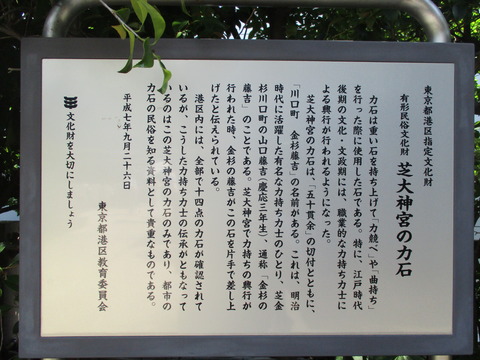 東京都港区指定文化財
有形民俗文化財 芝大神宮の力石
力石は重い石を持ち上げて「力競べ」や「曲持ち」
を行った際に使用した石である。特に、江戸時代
後期の文化・文政期には、職業的な力持ち力士に
よる興行が行われるようになった。
芝大神宮の力石は、「五十貫余」の切付とともに、
「川口町 金杉藤吉」の名前がある。これは、明治
時代に活躍した有名な力持ち力士のひとり、芝金
杉川口町の山口藤吉(慶応三年生)、通称「金杉の
藤吉」のことである。芝大神宮で力持ちの興行が
行われた時、金杉の藤吉がこの石を片手で差し上
げたと伝えられている。
港区内には、全部で十四点の力石が確認されて
いるが、こうした力持ち力士の伝承がともなって
いるのはこの芝大神宮の力石のみであり、都市の
力石の民俗を知る資料として貴重なものである。
平成七年九月二十六日
東京都港区教育委員会
文化財を大切にしましょう